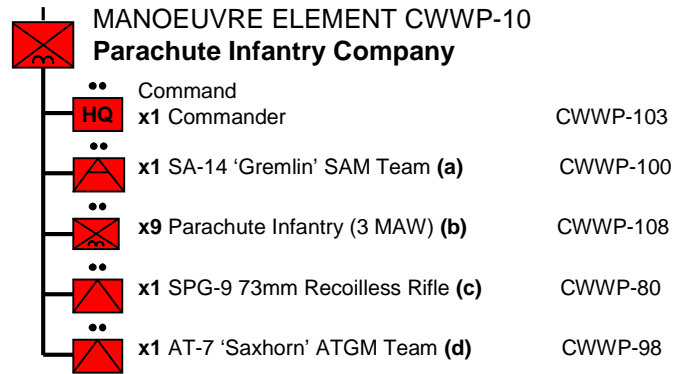 MANOEUVRE ELEMENT CWWP-10
Parachute Infantry Company
Command
HQ x1 Commander CWWP-103
x1 SA-14 ‘Gremlin’ SAM Team (a) CWWP-100
x9 Parachute Infantry (3 MAW) (b) CWWP-108
x1 SPG-9 73mm Recoilless Rifle (c) CWWP-80
x1 AT-7 ‘Saxhorn’ ATGM Team (d) CWWP-98